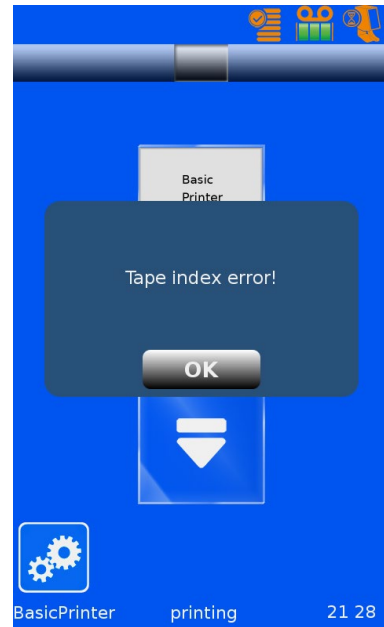 Basic
Printer
Tape index error!
OK
BasicPrinter printing 21 28